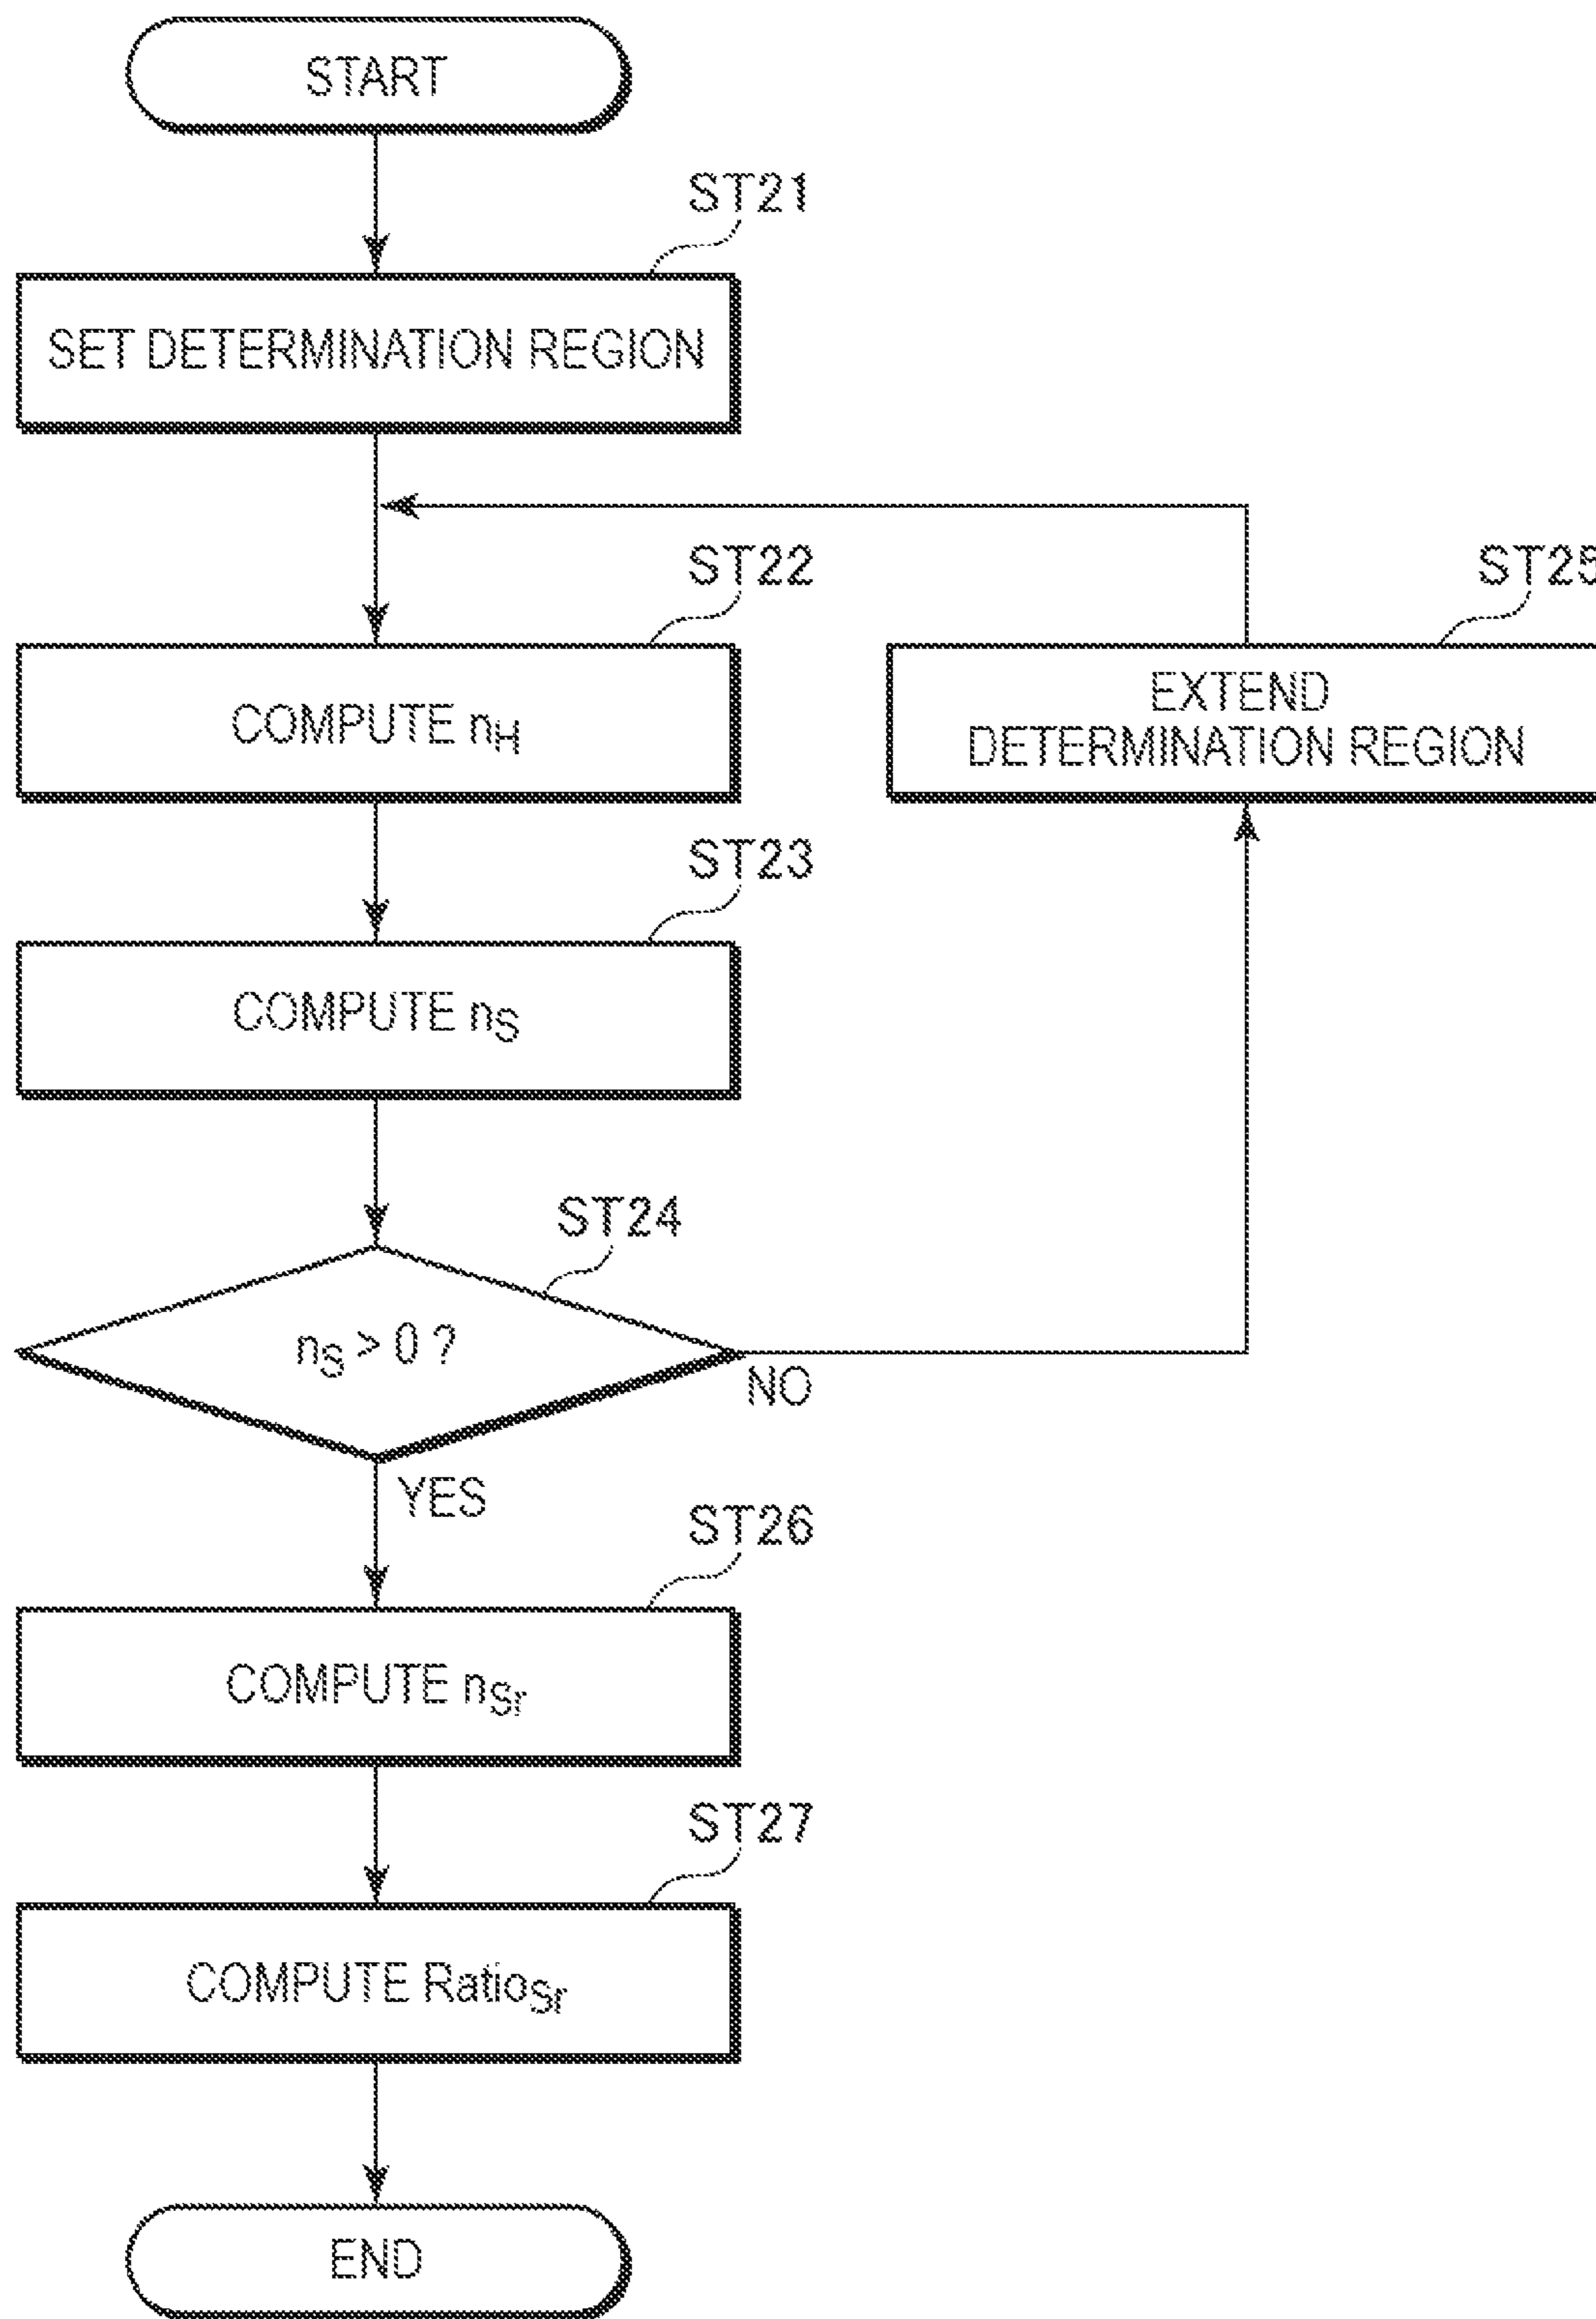 START
ST21
SET DETERMINATION REGION
ST22
COMPUTE nH
ST25
EXTEND
DETERMINATION REGION
ST23
COMPUTE nS
ST24
nS > 0 ?
NO
YES
ST26
COMPUTE nSr
ST27
COMPUTE RatioSr
END